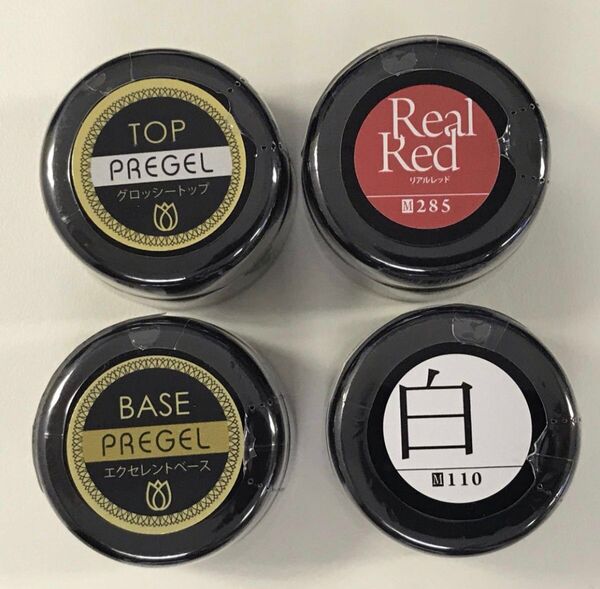 TOP
PREGEL
グロッシートップ
Real
Red
リアルレッド
M285
BASE
PREGEL
エクセレントベース
白
M110